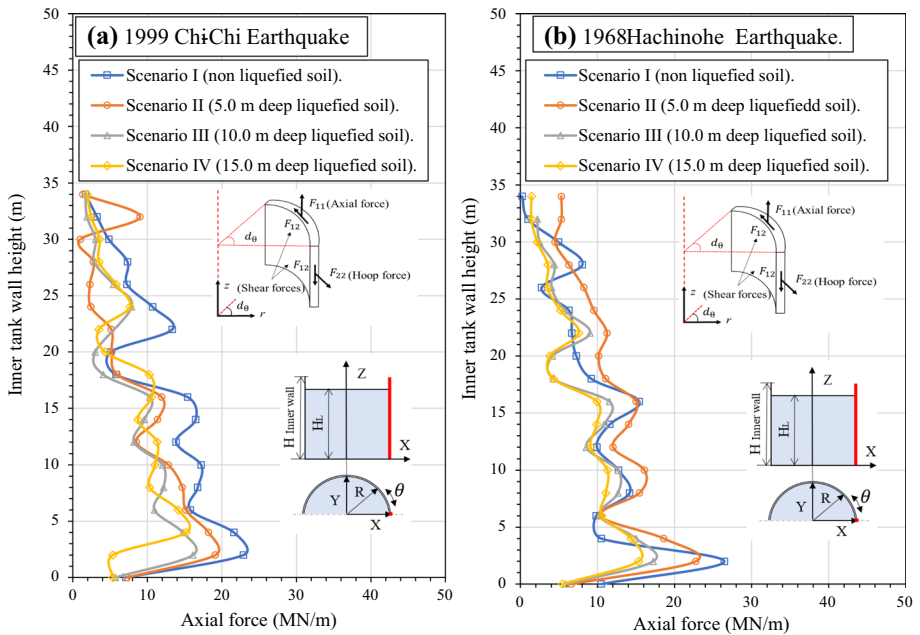 (a) 1999 Chi-Chi Earthquake
Scenario I (non liquefied soil).
Scenario II (5.0 m deep liquefied soil).
Scenario III (10.0 m deep liquefied soil).
Scenario IV (15.0 m deep liquefied soil).
Inner tank wall height (m)
50
45
40
35
30
25
20
15
10
5
0
F11(Axial force)
F12
dθ
F12
F12
F22 (Hoop force)
(Shear forces)
z
dθ
r
Z
H Inner wall
HL
X
Y
R
θ
X
0 10 20 30 40 50
Axial force (MN/m)
(b) 1968Hachinohe Earthquake.
Scenario I (non liquefied soil).
Scenario II (5.0 m deep liquefiedd soil).
Scenario III (10.0 m deep liquefied soil).
Scenario IV (15.0 m deep liquefied soil).
Inner tank wall height (m)
50
45
40
35
30
25
20
15
10
5
0
F11(Axial force)
F12
dθ
F12
F12
F22 (Hoop force)
(Shear forces)
z
dθ
r
Z
H Inner wall
HL
X
Y
R
θ
X
0 10 20 30 40 50
Axial force (MN/m)